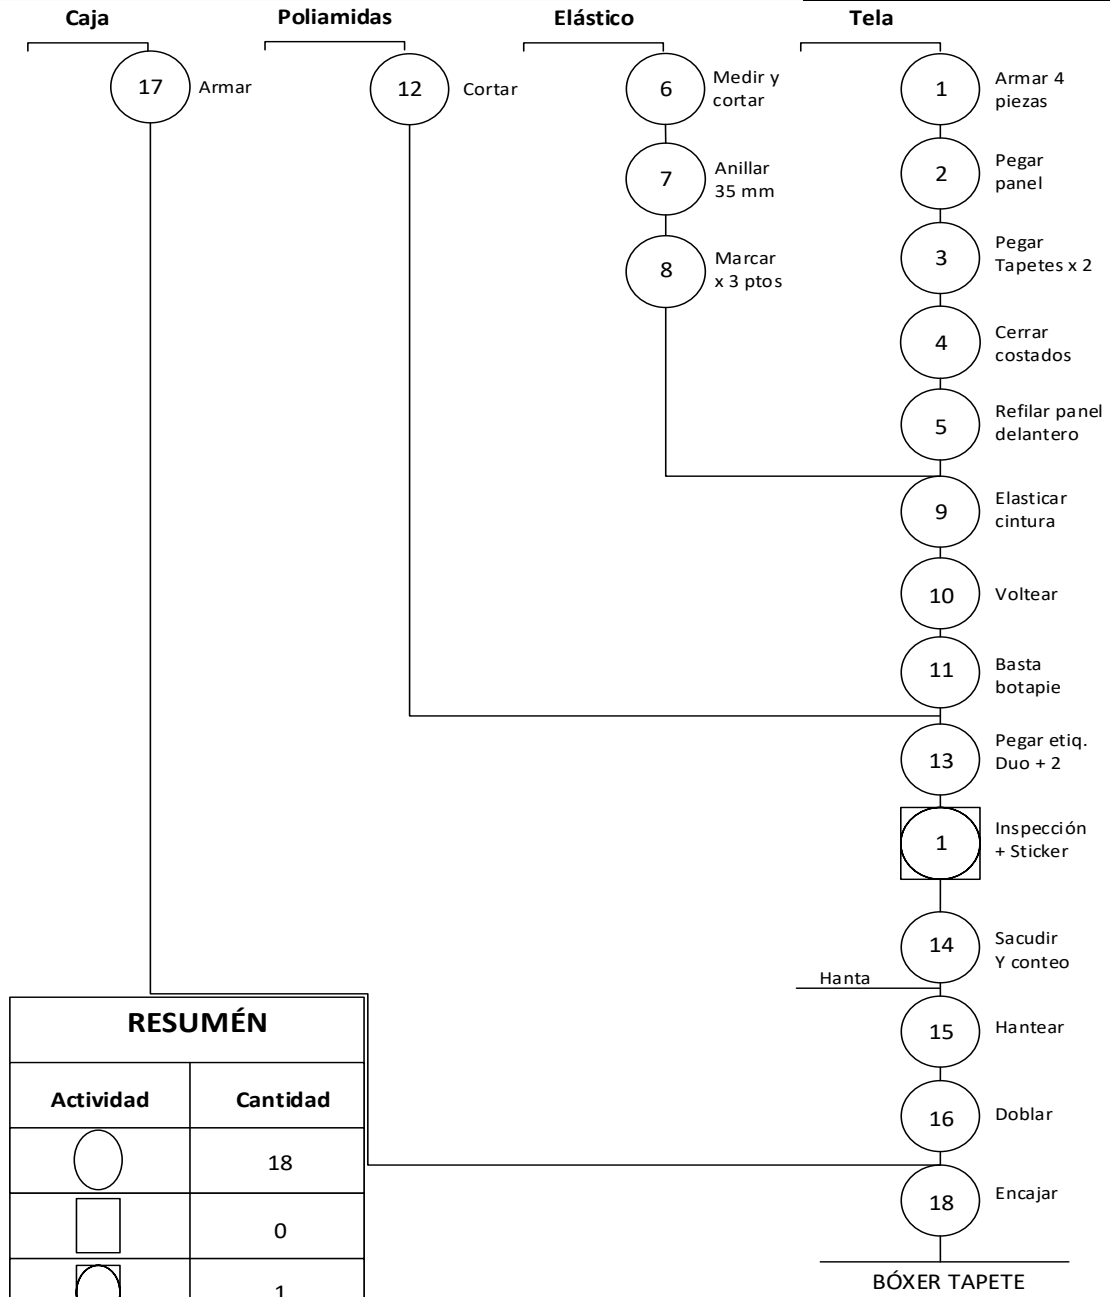 Caja
Poliamidas
Elástico
Tela
17
Armar
12
Cortar
6
Medir y
cortar
7
Anillar
35 mm
8
Marcar
x 3 ptos
1
Armar 4
piezas
2
Pegar
panel
3
Pegar
Tapetes x 2
4
Cerrar
costados
5
Refilar panel
delantero
9
Elasticar
cintura
10
Voltear
11
Basta
botapie
13
Pegar etiq.
Duo + 2
1
Inspección
+ Sticker
14
Sacudir
Y conteo
Hanta
15
Hantear
16
Doblar
18
Encajar
BÓXER TAPETE
RESUMÉN
Actividad
Cantidad
18
0
1